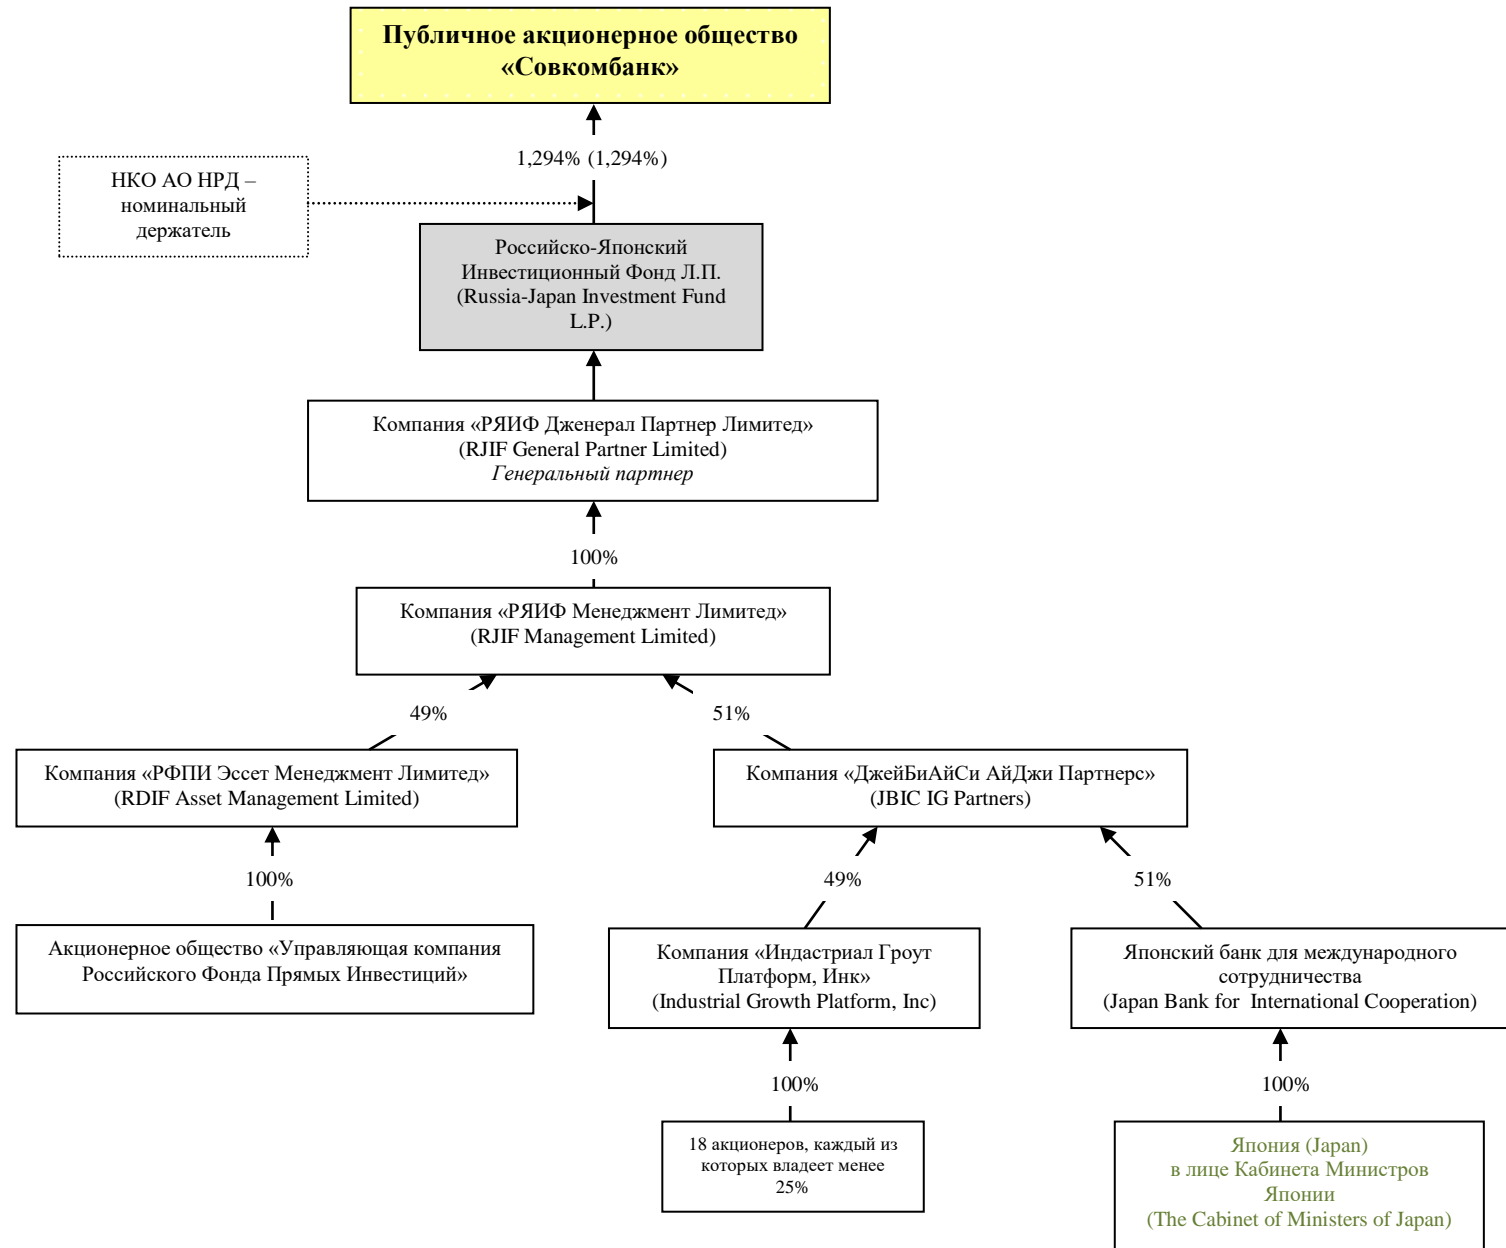 Публичное акционерное общество
«Совкомбанк»
1,294% (1,294%)
НКО АО НРД –
номинальный
держатель
Российско-Японский
Инвестиционный Фонд Л.П.
(Russia-Japan Investment Fund
L.P.)
Компания «РЯИФ Дженерал Партнер Лимитед»
(RJIF General Partner Limited)
Генеральный партнер
100%
Компания «РЯИФ Менеджмент Лимитед»
(RJIF Management Limited)
49%
51%
Компания «РФПИ Эссет Менеджмент Лимитед»
(RDIF Asset Management Limited)
Компания «ДжейБиАйСи АйДжи Партнерс»
(JBIC IG Partners)
100%
49%
51%
Акционерное общество «Управляющая компания
Российского Фонда Прямых Инвестиций»
Компания «Индастриал Гроут
Платформ, Инк»
(Industrial Growth Platform, Inc)
Японский банк для международного
сотрудничества
(Japan Bank for International Cooperation)
100%
100%
18 акционеров, каждый из
которых владеет менее
25%
Япония (Japan)
в лице Кабинета Министров
Японии
(The Cabinet of Ministers of Japan)